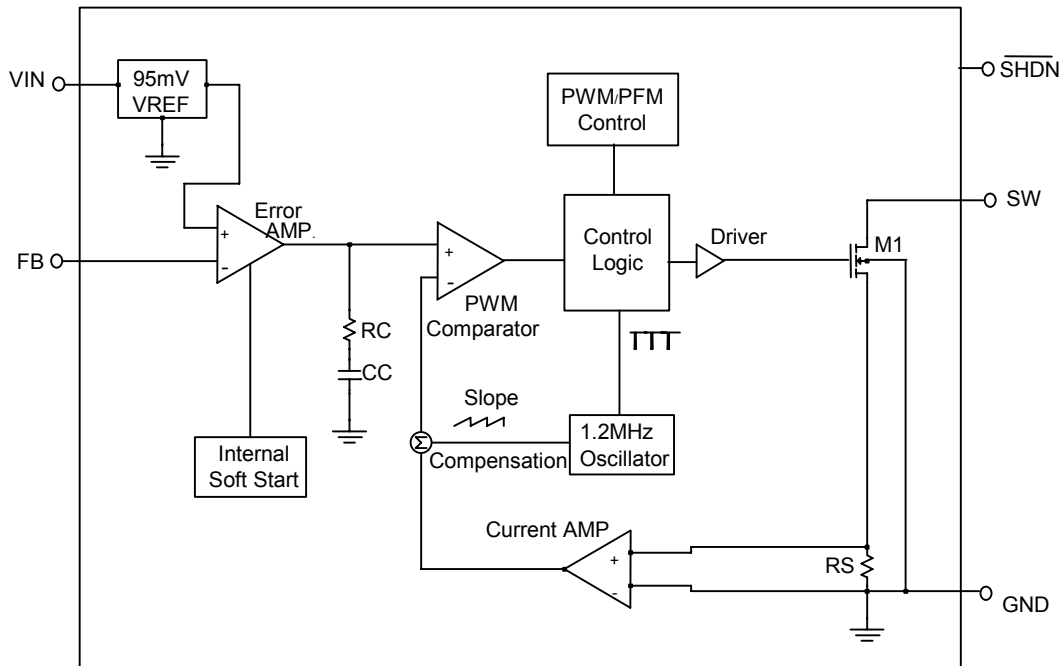 VIN
95mV
VREF
SHDN
PWM/PFM
Control
SW
Error
AMP.
+
-
FB
+
-
Control
Logic
Driver
M1
PWM
Comparator
RC
CC
Slope
Σ
Compensation
1.2MHz
Oscillator
Internal
Soft Start
Current AMP
+
-
RS
GND